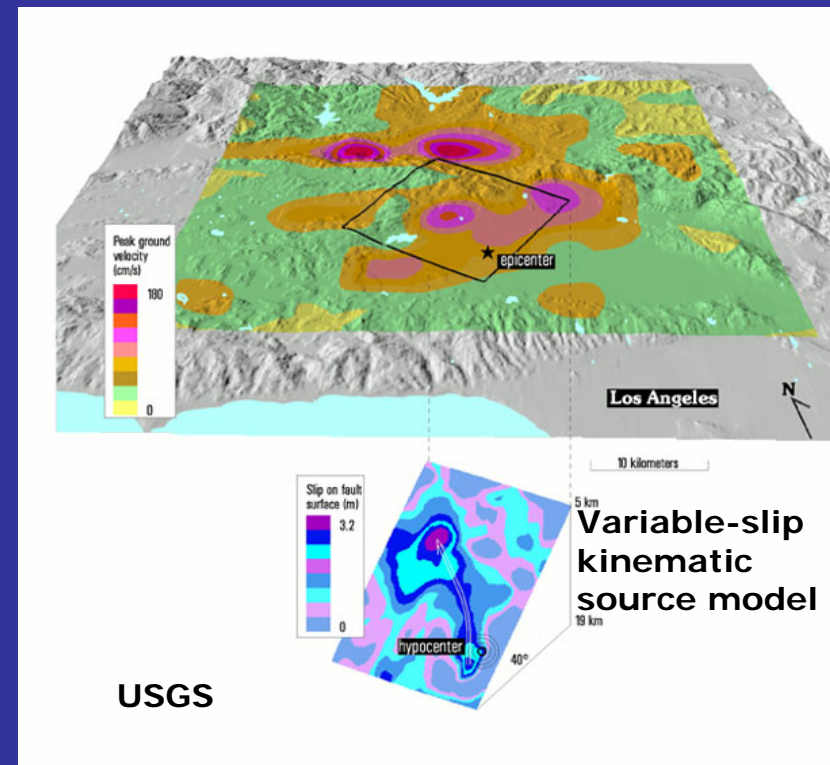 Peak ground
velocity
(cm/s)
180
0
epicenter
Los Angeles
N
10 kilometers
Slip on fault
surface (m)
3.2
0
5 km
Variable-slip
kinematic
source model
19 km
hypocenter
40°
USGS